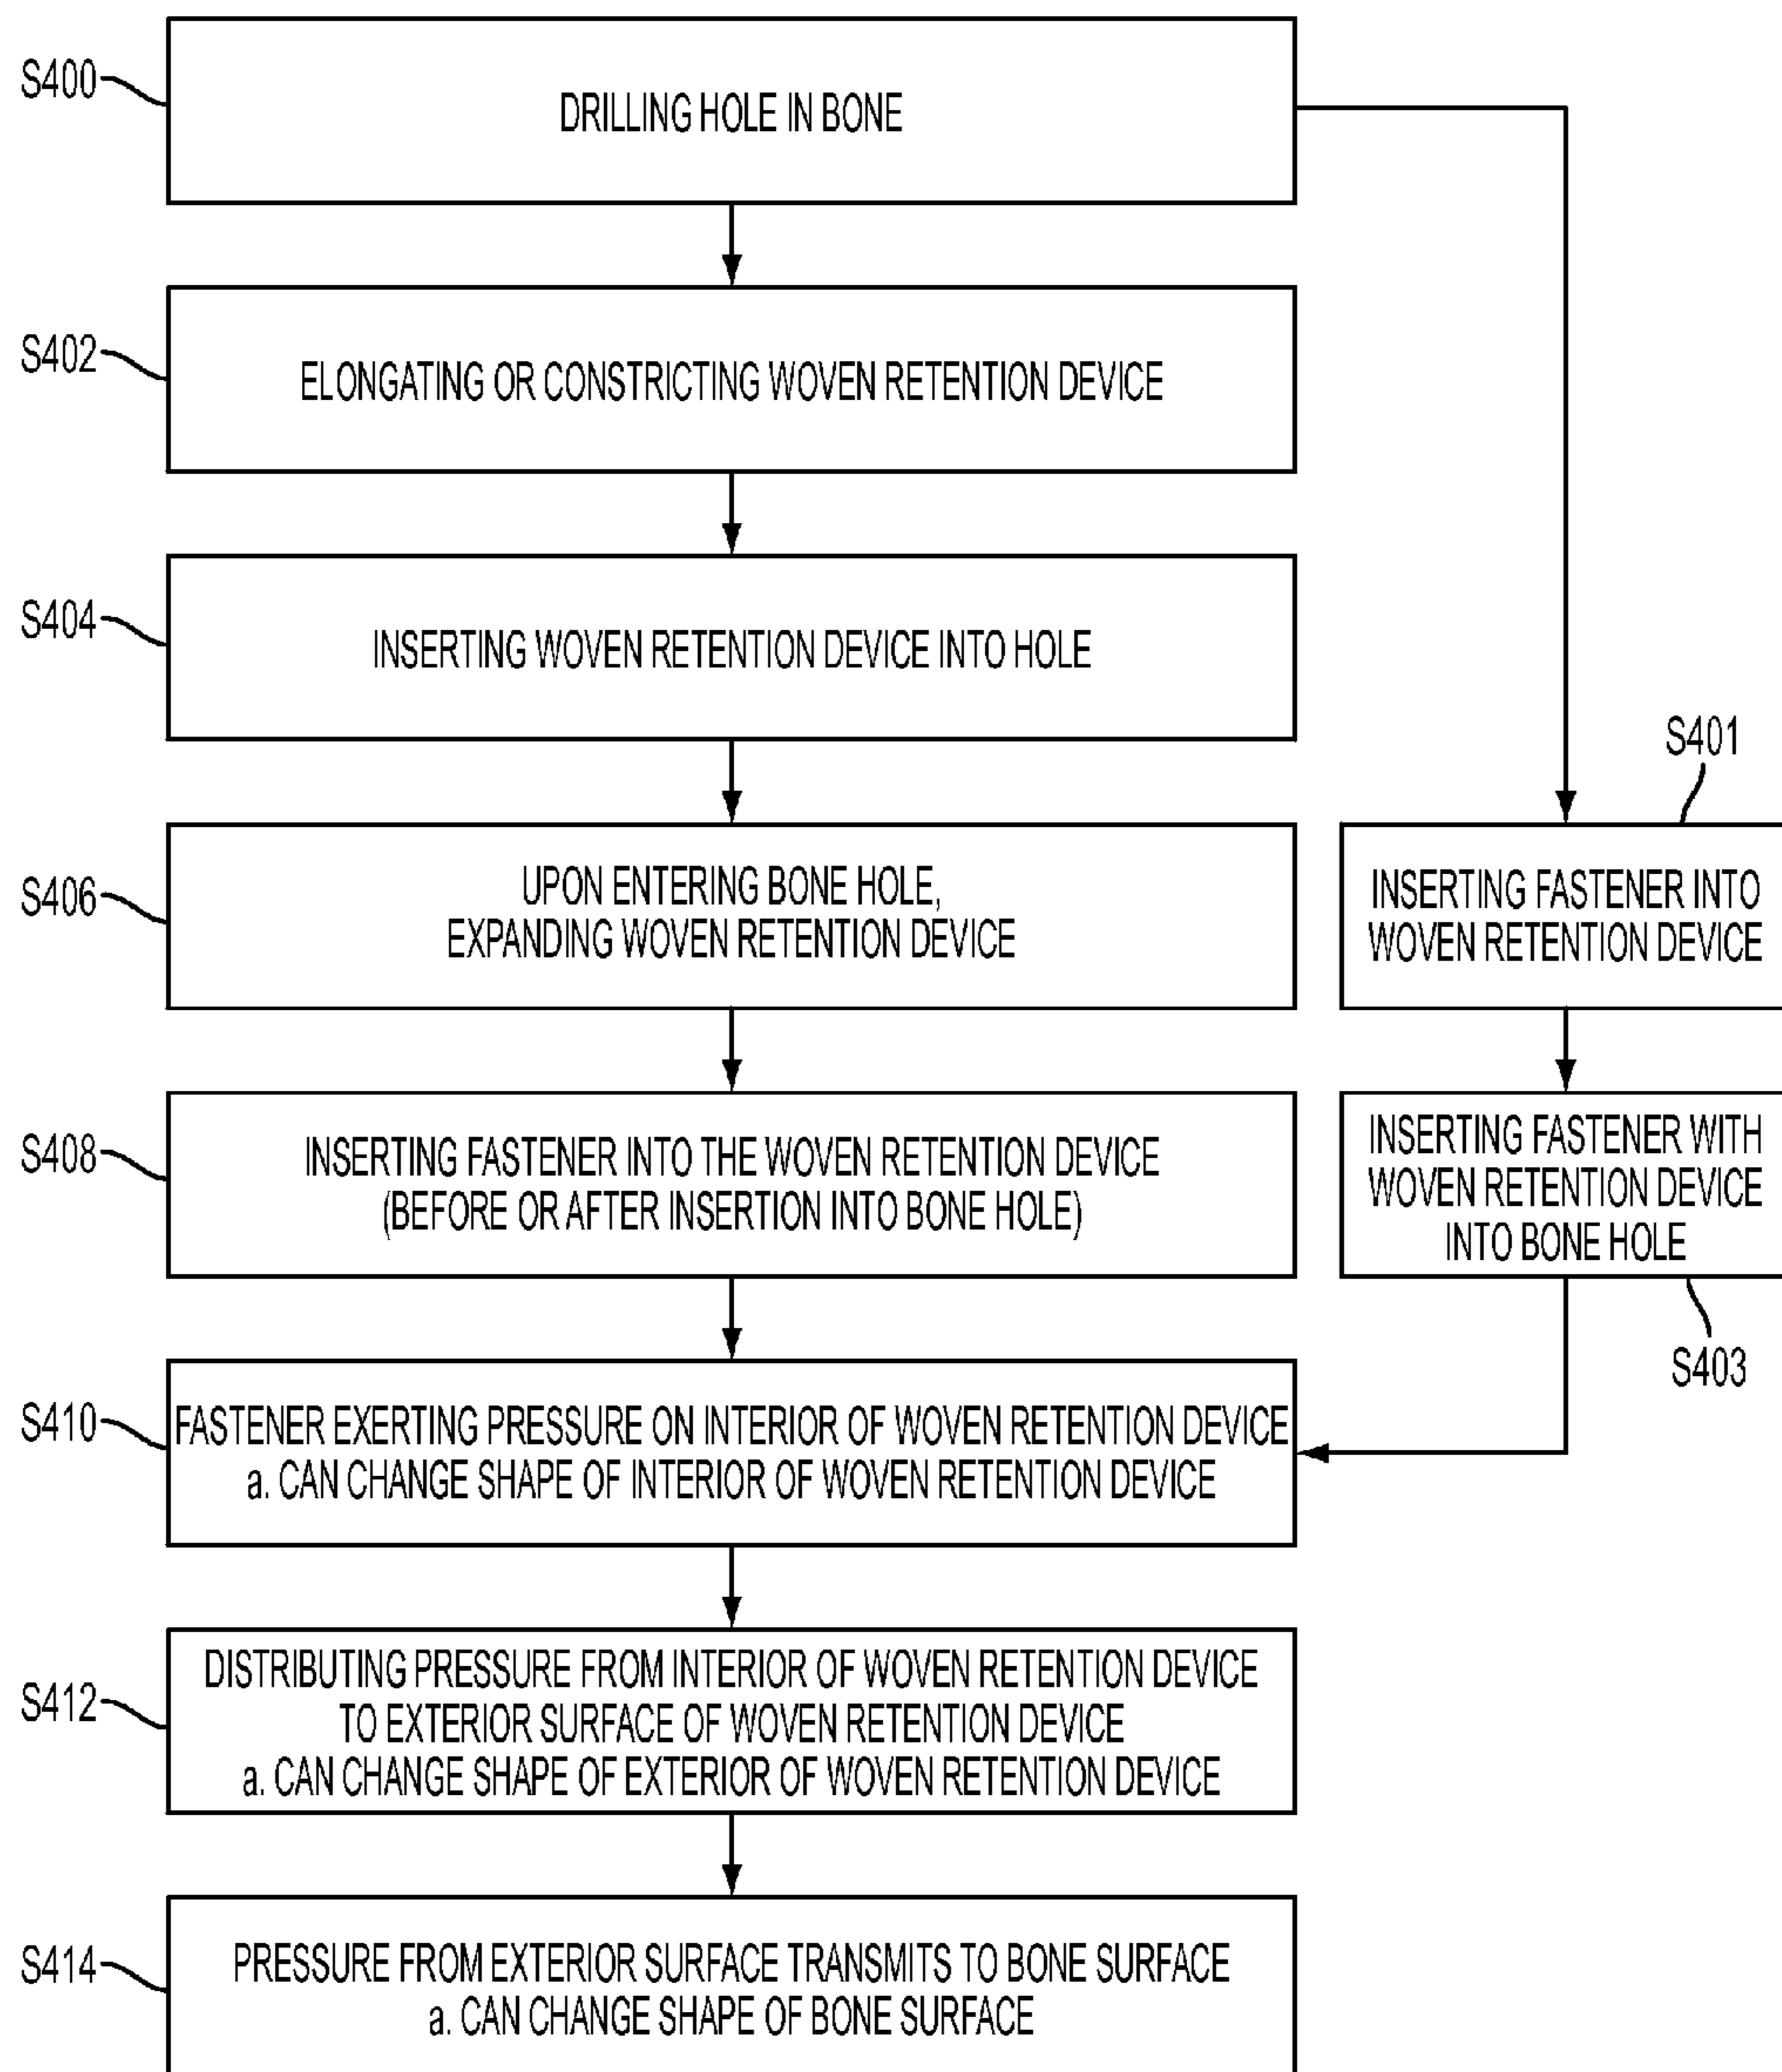 S400
DRILLING HOLE IN BONE
S402
ELONGATING OR CONSTRICTING WOVEN RETENTION DEVICE
S404
INSERTING WOVEN RETENTION DEVICE INTO HOLE
S406
UPON ENTERING BONE HOLE,
EXPANDING WOVEN RETENTION DEVICE
S401
INSERTING FASTENER INTO
WOVEN RETENTION DEVICE
S408
INSERTING FASTENER INTO THE WOVEN RETENTION DEVICE
(BEFORE OR AFTER INSERTION INTO BONE HOLE)
INSERTING FASTENER WITH
WOVEN RETENTION DEVICE
INTO BONE HOLE
S403
S410
FASTENER EXERTING PRESSURE ON INTERIOR OF WOVEN RETENTION DEVICE
a. CAN CHANGE SHAPE OF INTERIOR OF WOVEN RETENTION DEVICE
S412
DISTRIBUTING PRESSURE FROM INTERIOR OF WOVEN RETENTION DEVICE
TO EXTERIOR SURFACE OF WOVEN RETENTION DEVICE
a. CAN CHANGE SHAPE OF EXTERIOR OF WOVEN RETENTION DEVICE
S414
PRESSURE FROM EXTERIOR SURFACE TRANSMITS TO BONE SURFACE
a. CAN CHANGE SHAPE OF BONE SURFACE